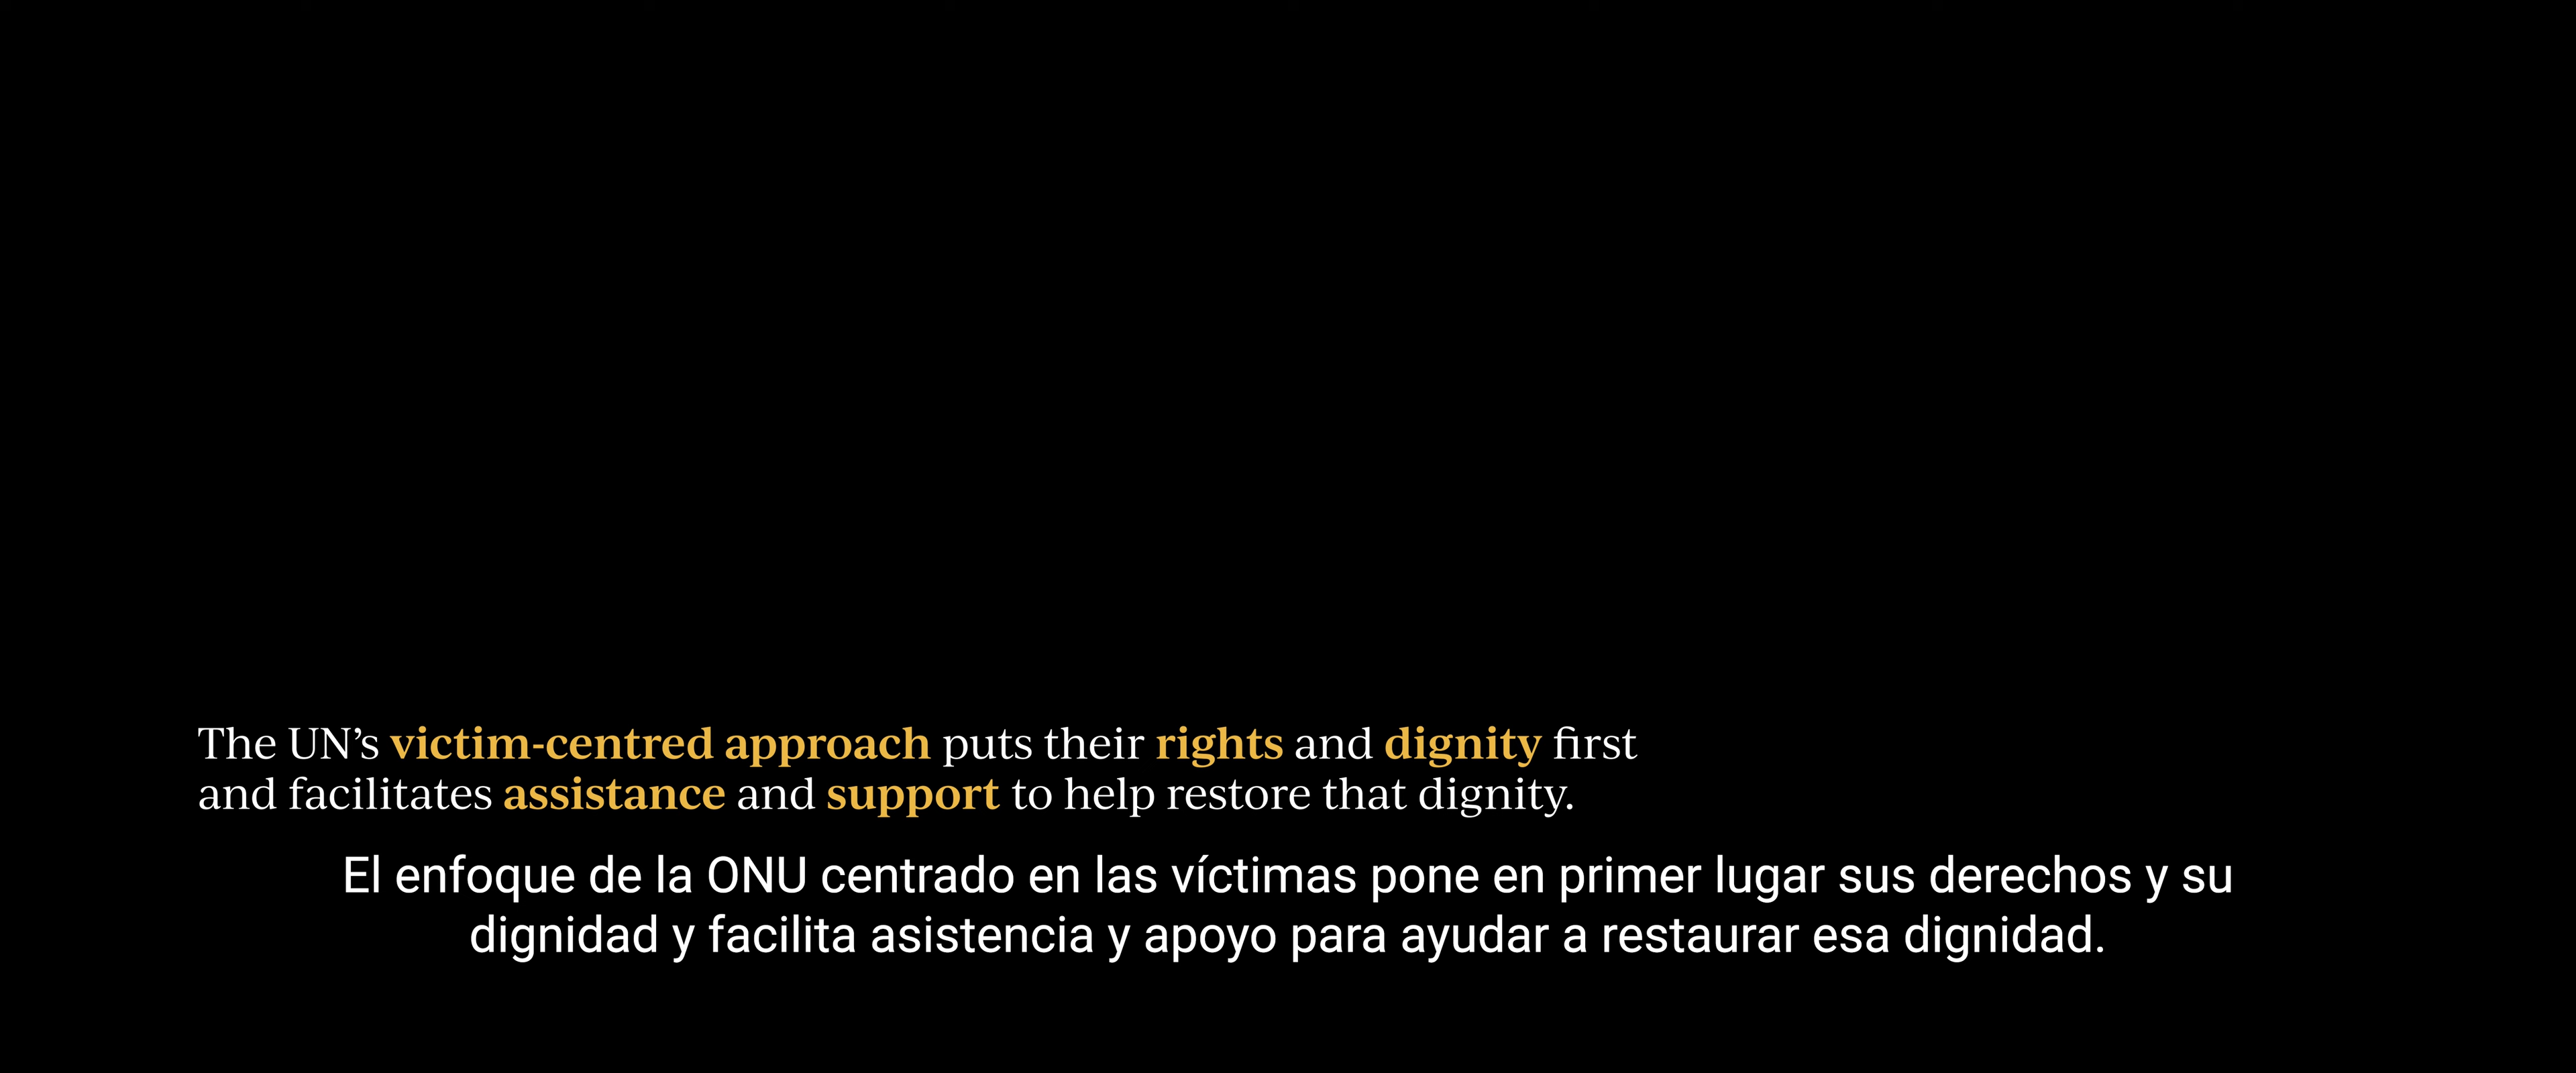 The UN’s victim-centred approach puts their rights and dignity first
and facilitates assistance and support to help restore that dignity.
El enfoque de la ONU centrado en las víctimas pone en primer lugar sus derechos y su
dignidad y facilita asistencia y apoyo para ayudar a restaurar esa dignidad.